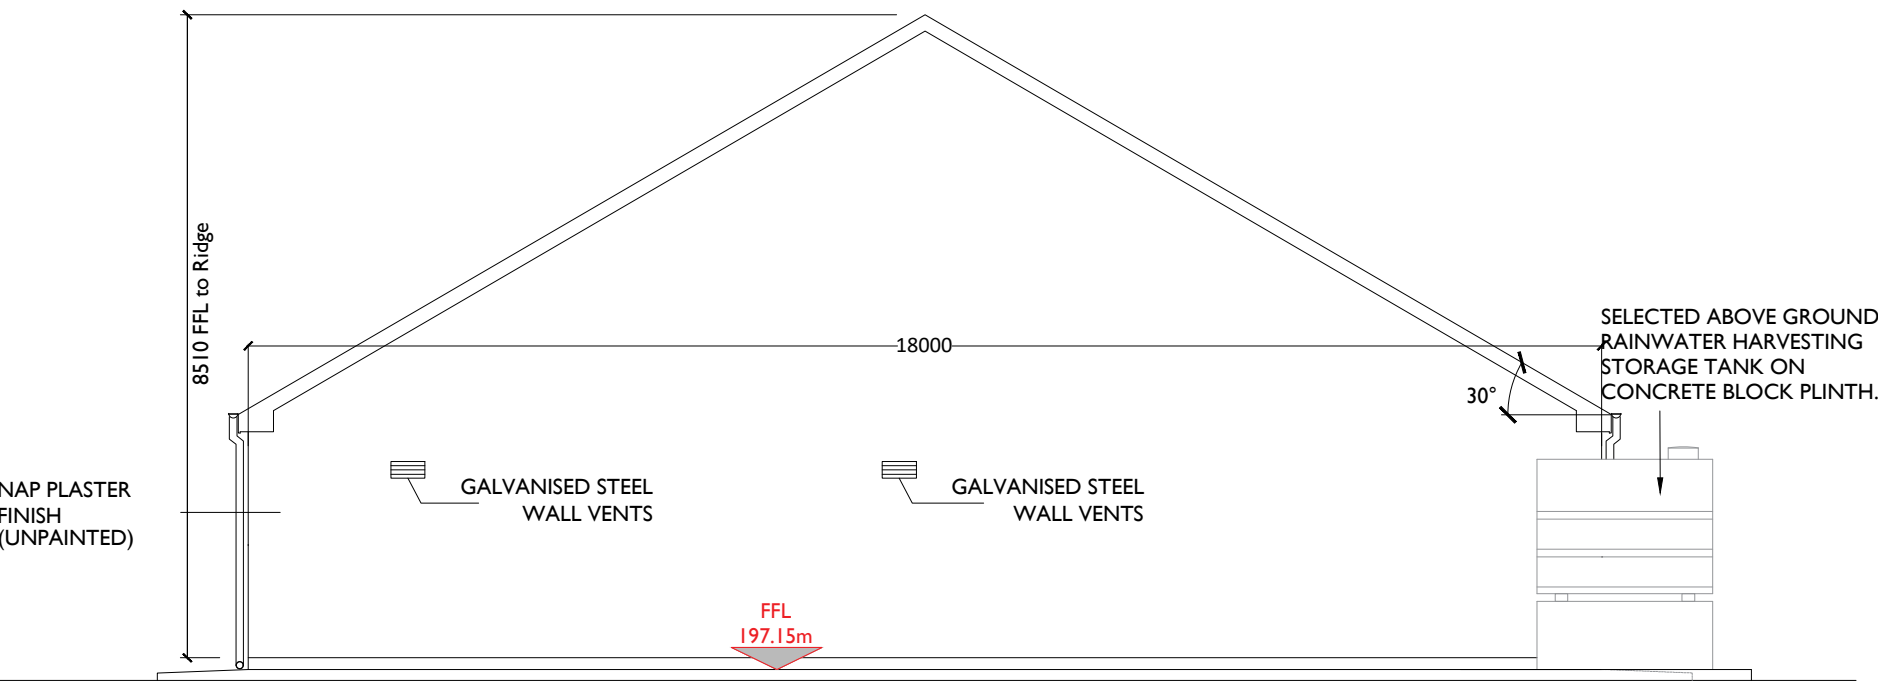 8510 FFL to Ridge
18000
30°
SELECTED ABOVE GROUND
RAINWATER HARVESTING
STORAGE TANK ON
CONCRETE BLOCK PLINTH.
NAP PLASTER
FINISH
(UNPAINTED)
GALVANISED STEEL
WALL VENTS
GALVANISED STEEL
WALL VENTS
FFL
197.15m